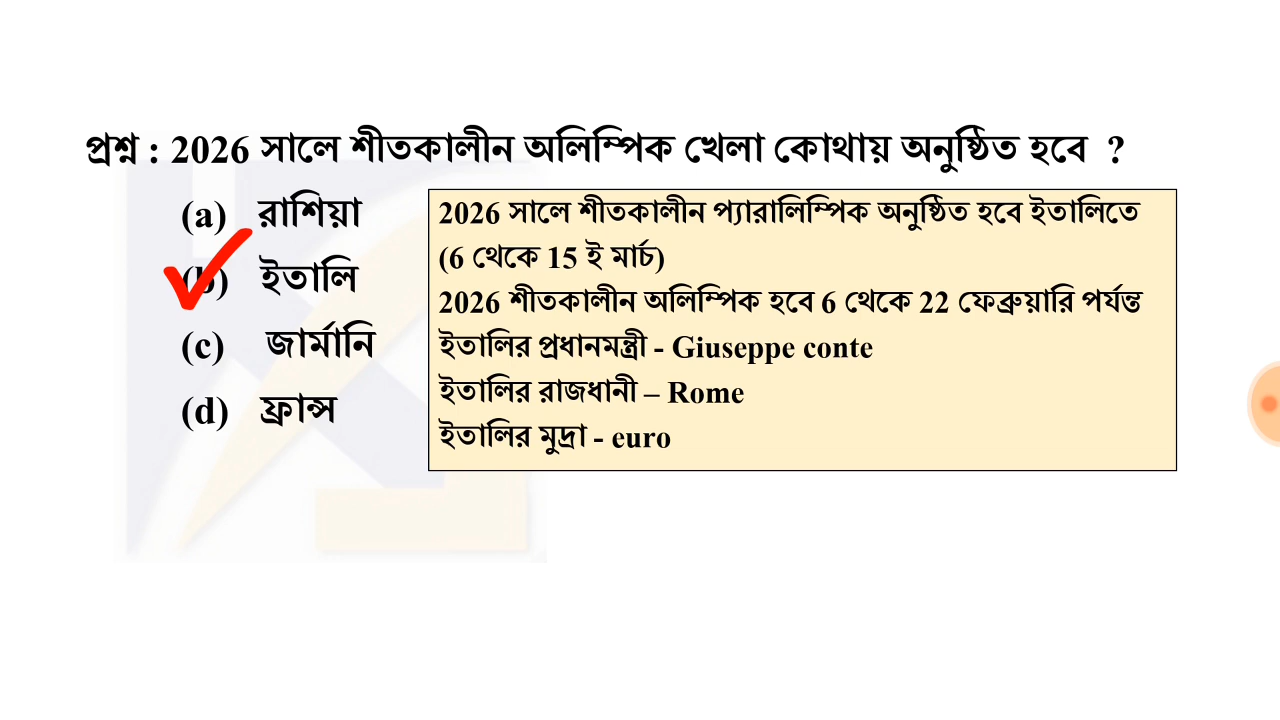 প্রশ্ন : 2026 সালে শীতকালীন অলিম্পিক খেলা কোথায় অনুষ্ঠিত হবে ?
(a) রাশিয়া
(b) ইতালি
(c) জার্মানি
(d) ফ্রান্স
2026 সালে শীতকালীন প্যারালিম্পিক অনুষ্ঠিত হবে ইতালিতে
(6 থেকে 15 ই মার্চ)
2026 শীতকালীন অলিম্পিক হবে 6 থেকে 22 ফেব্রুয়ারি পর্যন্ত
ইতালির প্রধানমন্ত্রী - Giuseppe conte
ইতালির রাজধানী – Rome
ইতালির মুদ্রা - euro